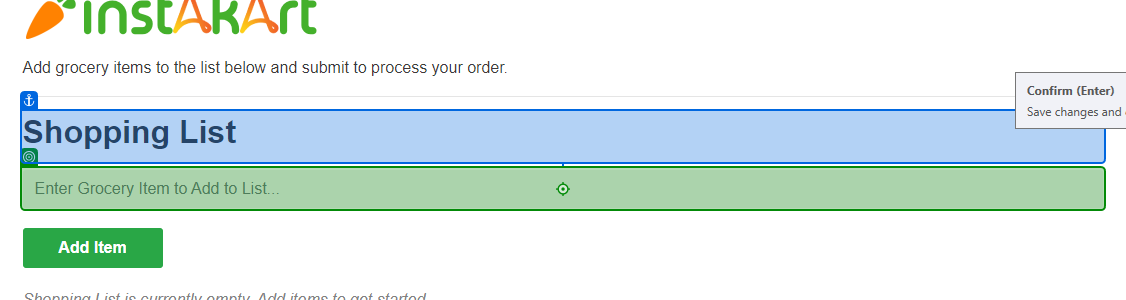 instAkArt
Add grocery items to the list below and submit to process your order.
Confirm (Enter)
Save changes and
Shopping List
Enter Grocery Item to Add to List...
Add Item
Shopping List is currently empty. Add items to get started.